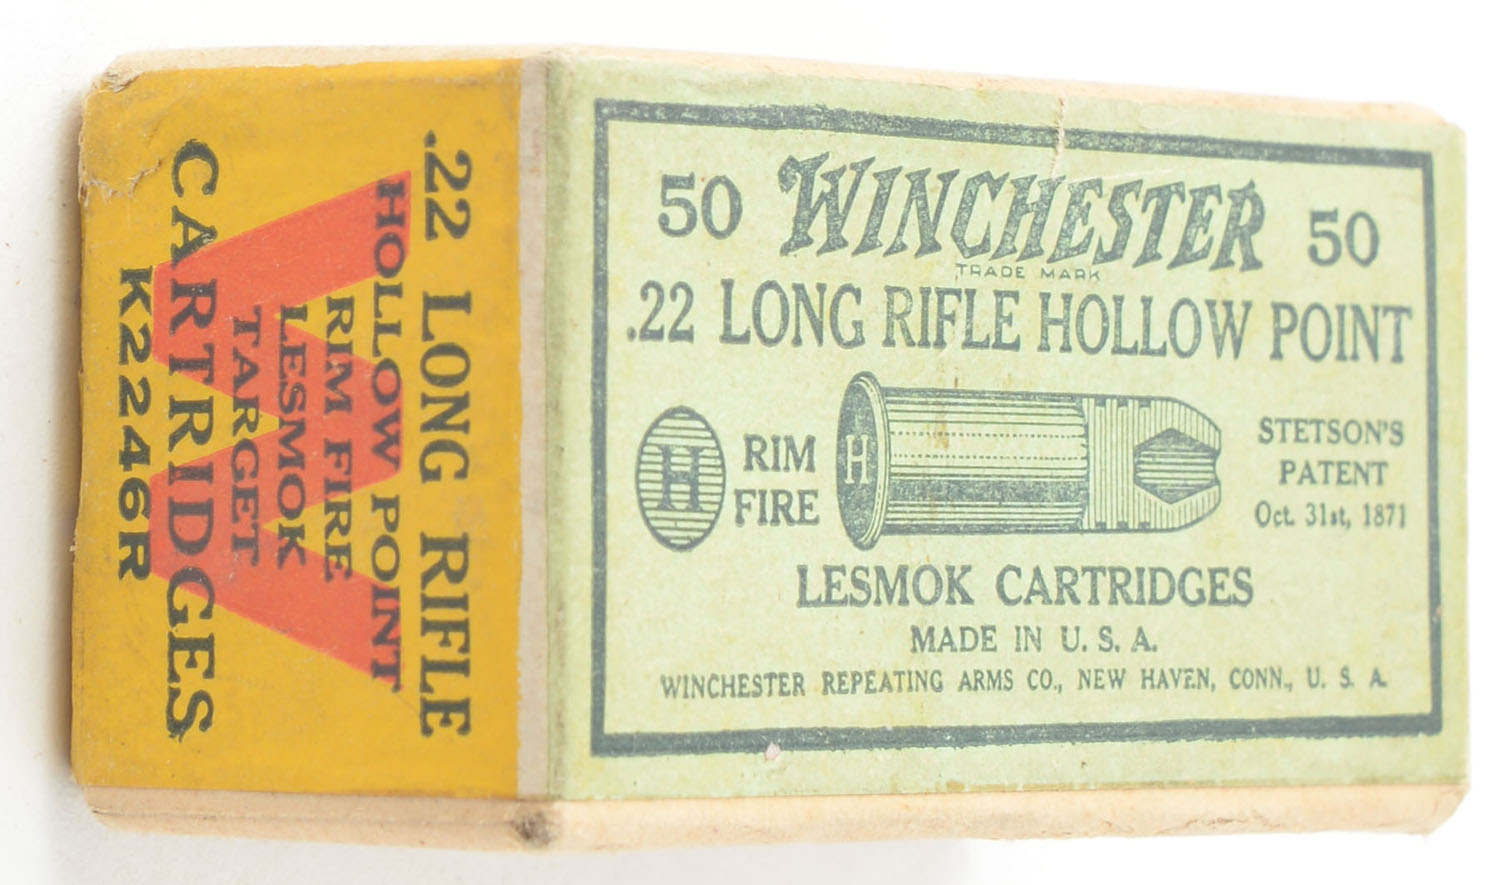 .22 LONG RIFLE
HOLLOW POINT
RIM FIRE
LESMOK
TARGET
CARTRIDGES
K2246R
50 WINCHESTER 50
TRADE MARK
.22 LONG RIFLE HOLLOW POINT
H
RIM
FIRE
H
STETSON'S
PATENT
Oct. 31st, 1871
LESMOK CARTRIDGES
MADE IN U. S. A.
WINCHESTER REPEATING ARMS CO., NEW HAVEN, CONN., U. S. A.